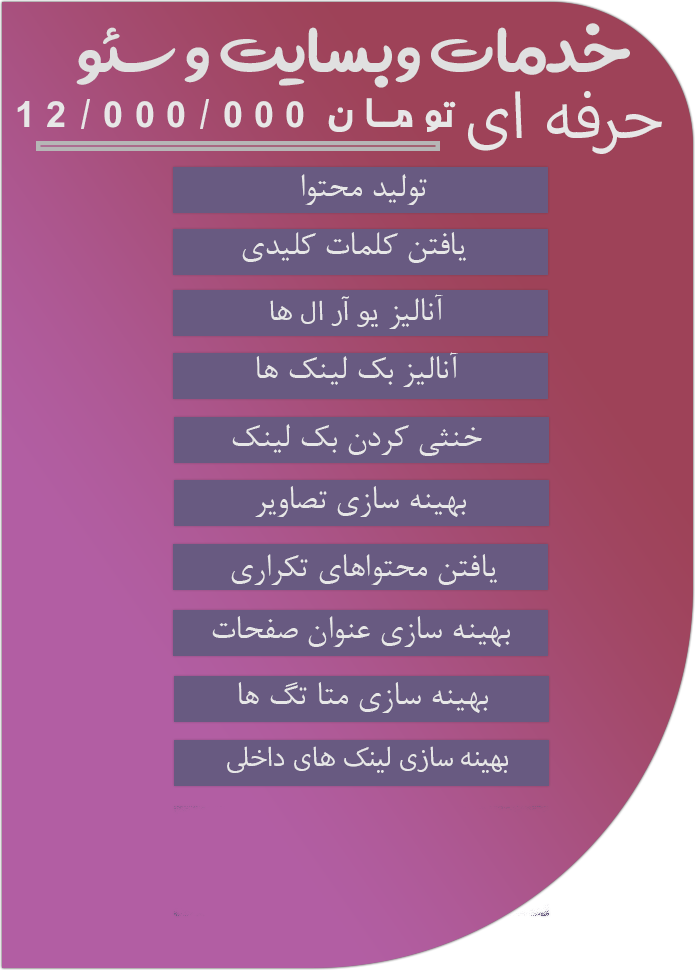 خدمات وبسایت و سئو
حرفه ای تومان 12/000/000
تولید محتوا
یافتن کلمات کلیدی
آنالیز یو آر ال ها
آنالیز بک لینک ها
خنثی کردن بک لینک
بهینه سازی تصاویر
یافتن محتواهای تکراری
بهینه سازی عنوان صفحات
بهینه سازی متا تگ ها
بهینه سازی لینک های داخلی